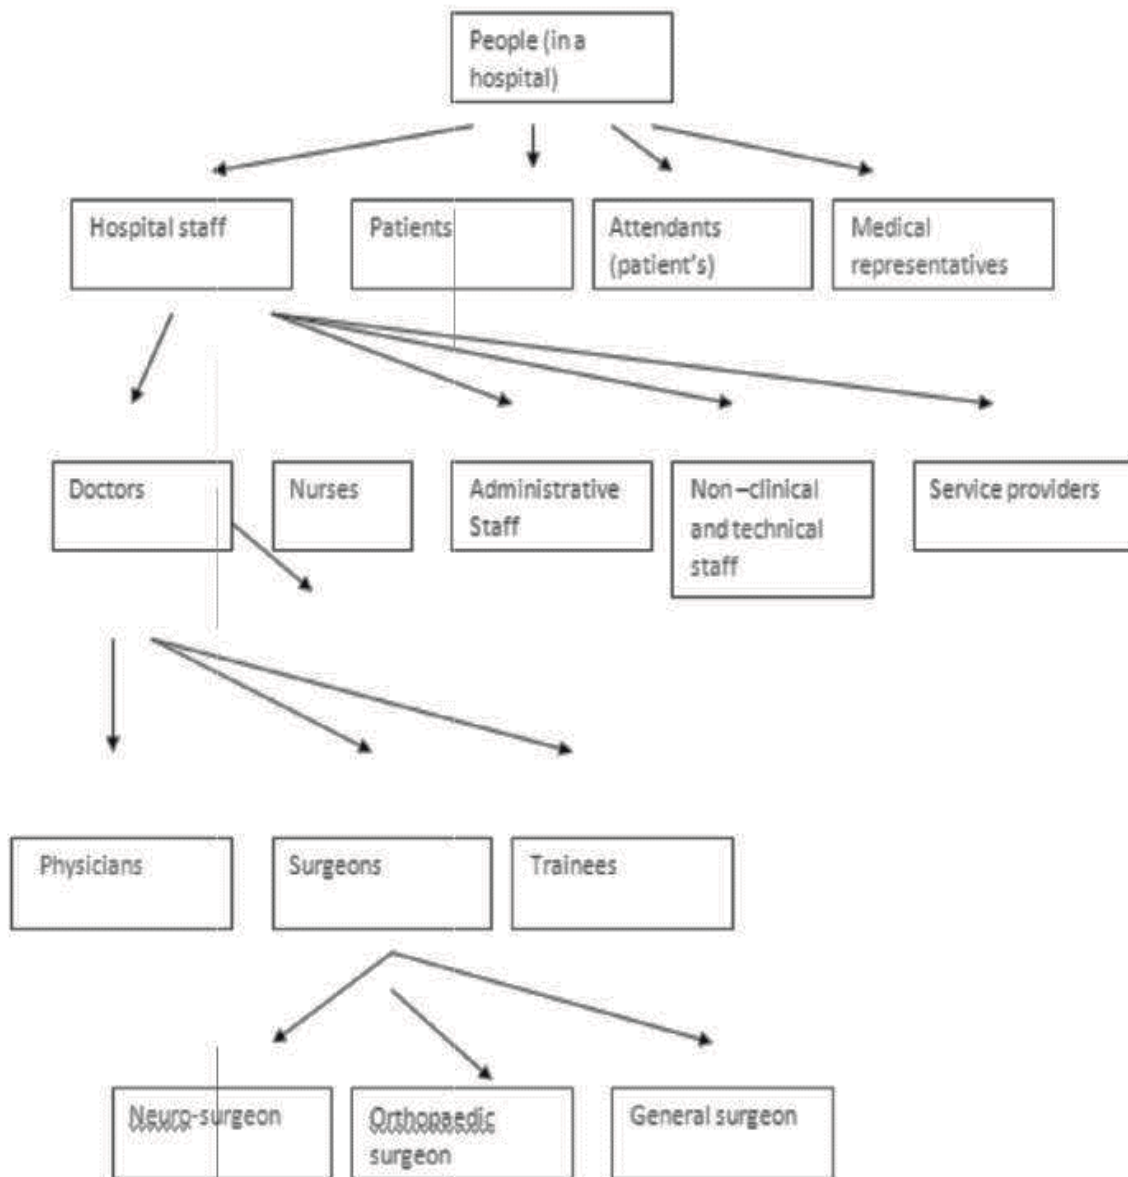 People (in a
hospital)
Hospital staff
Patients
Attendants
(patient's)
Medical
representatives
Doctors
Nurses
Administrative
Staff
Non –clinical
and technical
staff
Service providers
Physicians
Surgeons
Trainees
Neuro-surgeon
Orthopaedic
surgeon
General surgeon